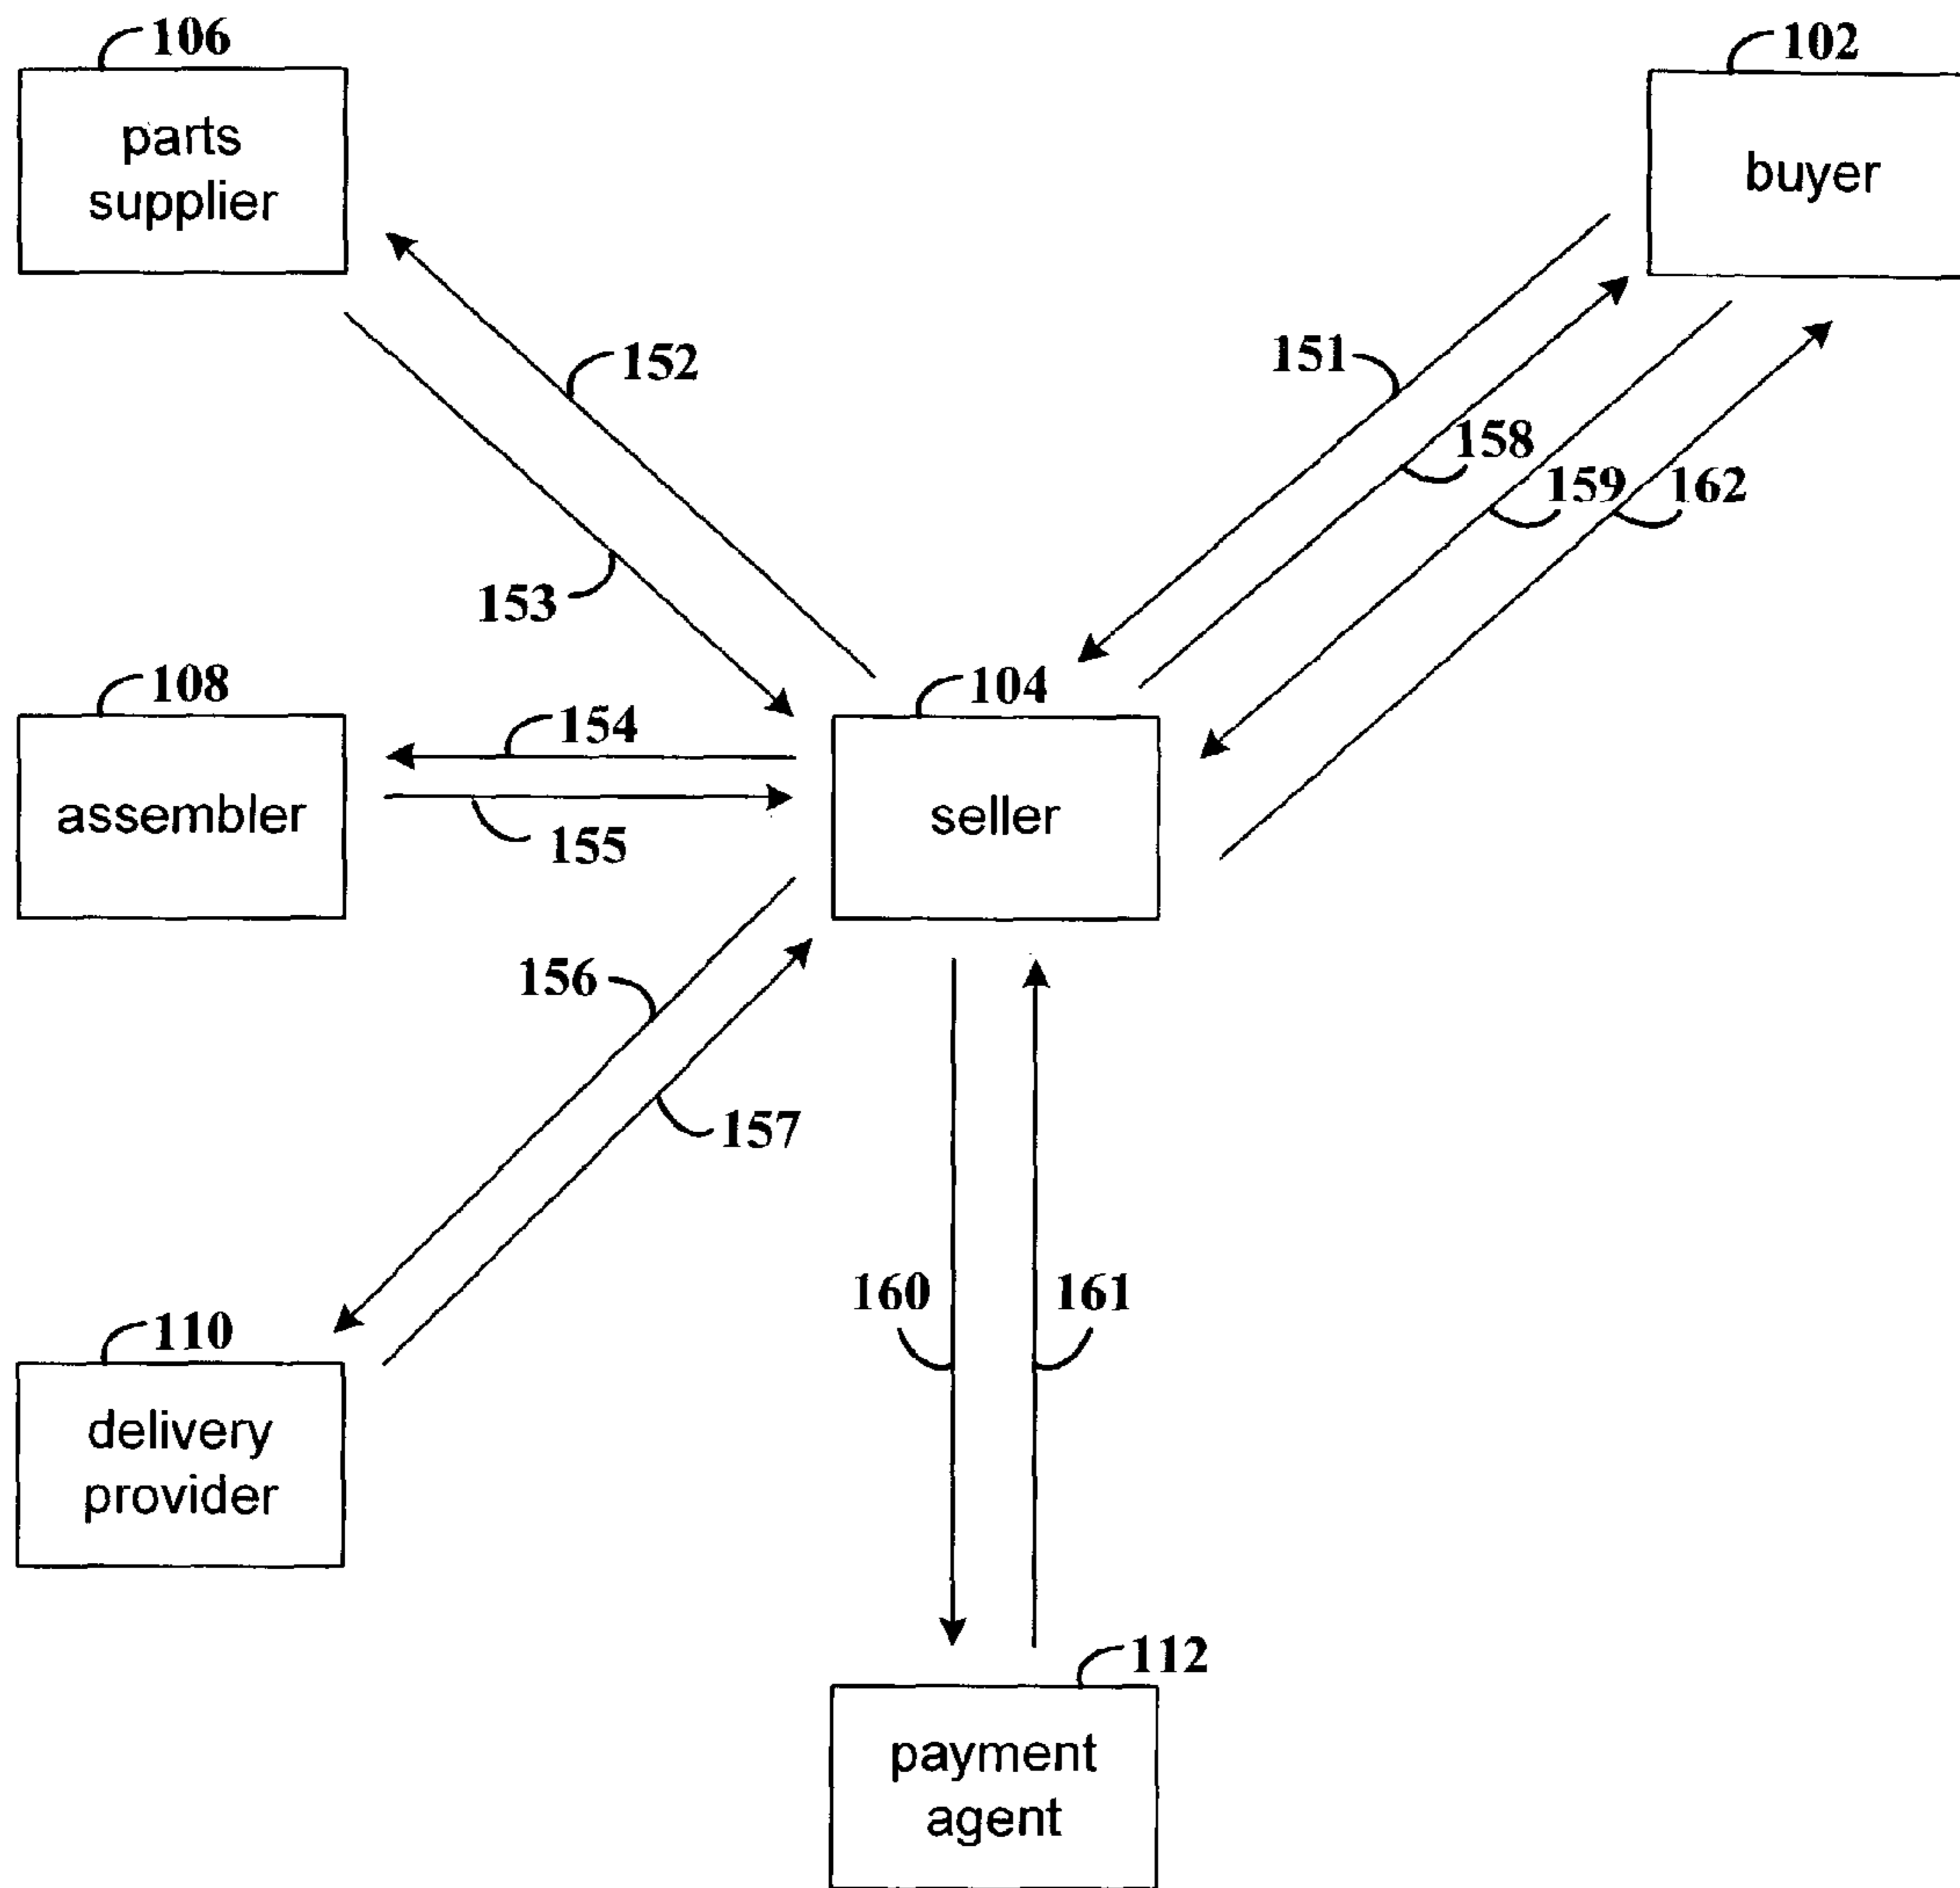 106
parts
supplier
102
buyer
152
151
158
159
162
153
108
assembler
154
155
104
seller
156
157
110
delivery
provider
160
161
112
payment
agent